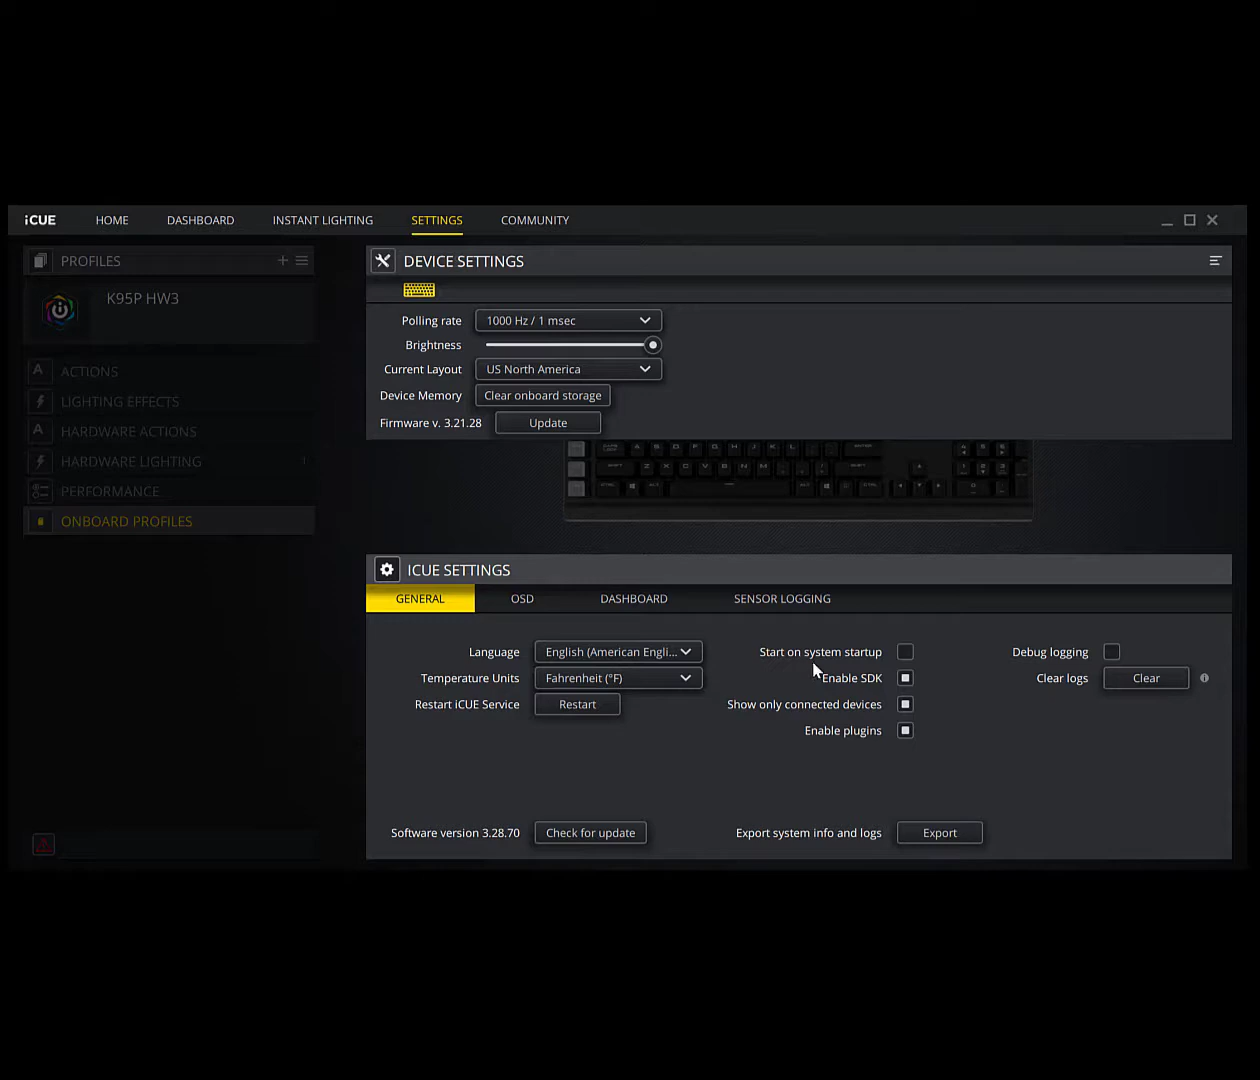 iCUE HOME DASHBOARD INSTANT LIGHTING SETTINGS COMMUNITY
PROFILES
K95P HW3
ACTIONS
LIGHTING EFFECTS
HARDWARE ACTIONS
HARDWARE LIGHTING
PERFORMANCE
ONBOARD PROFILES
DEVICE SETTINGS
Polling rate 1000 Hz / 1 msec
Brightness
Current Layout US North America
Device Memory Clear onboard storage
Firmware v. 3.21.28 Update
ICUE SETTINGS
GENERAL OSD DASHBOARD SENSOR LOGGING
Language English (American Engli... Start on system startup Debug logging
Temperature Units Fahrenheit (°F) Enable SDK Clear logs Clear
Restart iCUE Service Restart Show only connected devices
Enable plugins
Software version 3.28.70 Check for update Export system info and logs Export